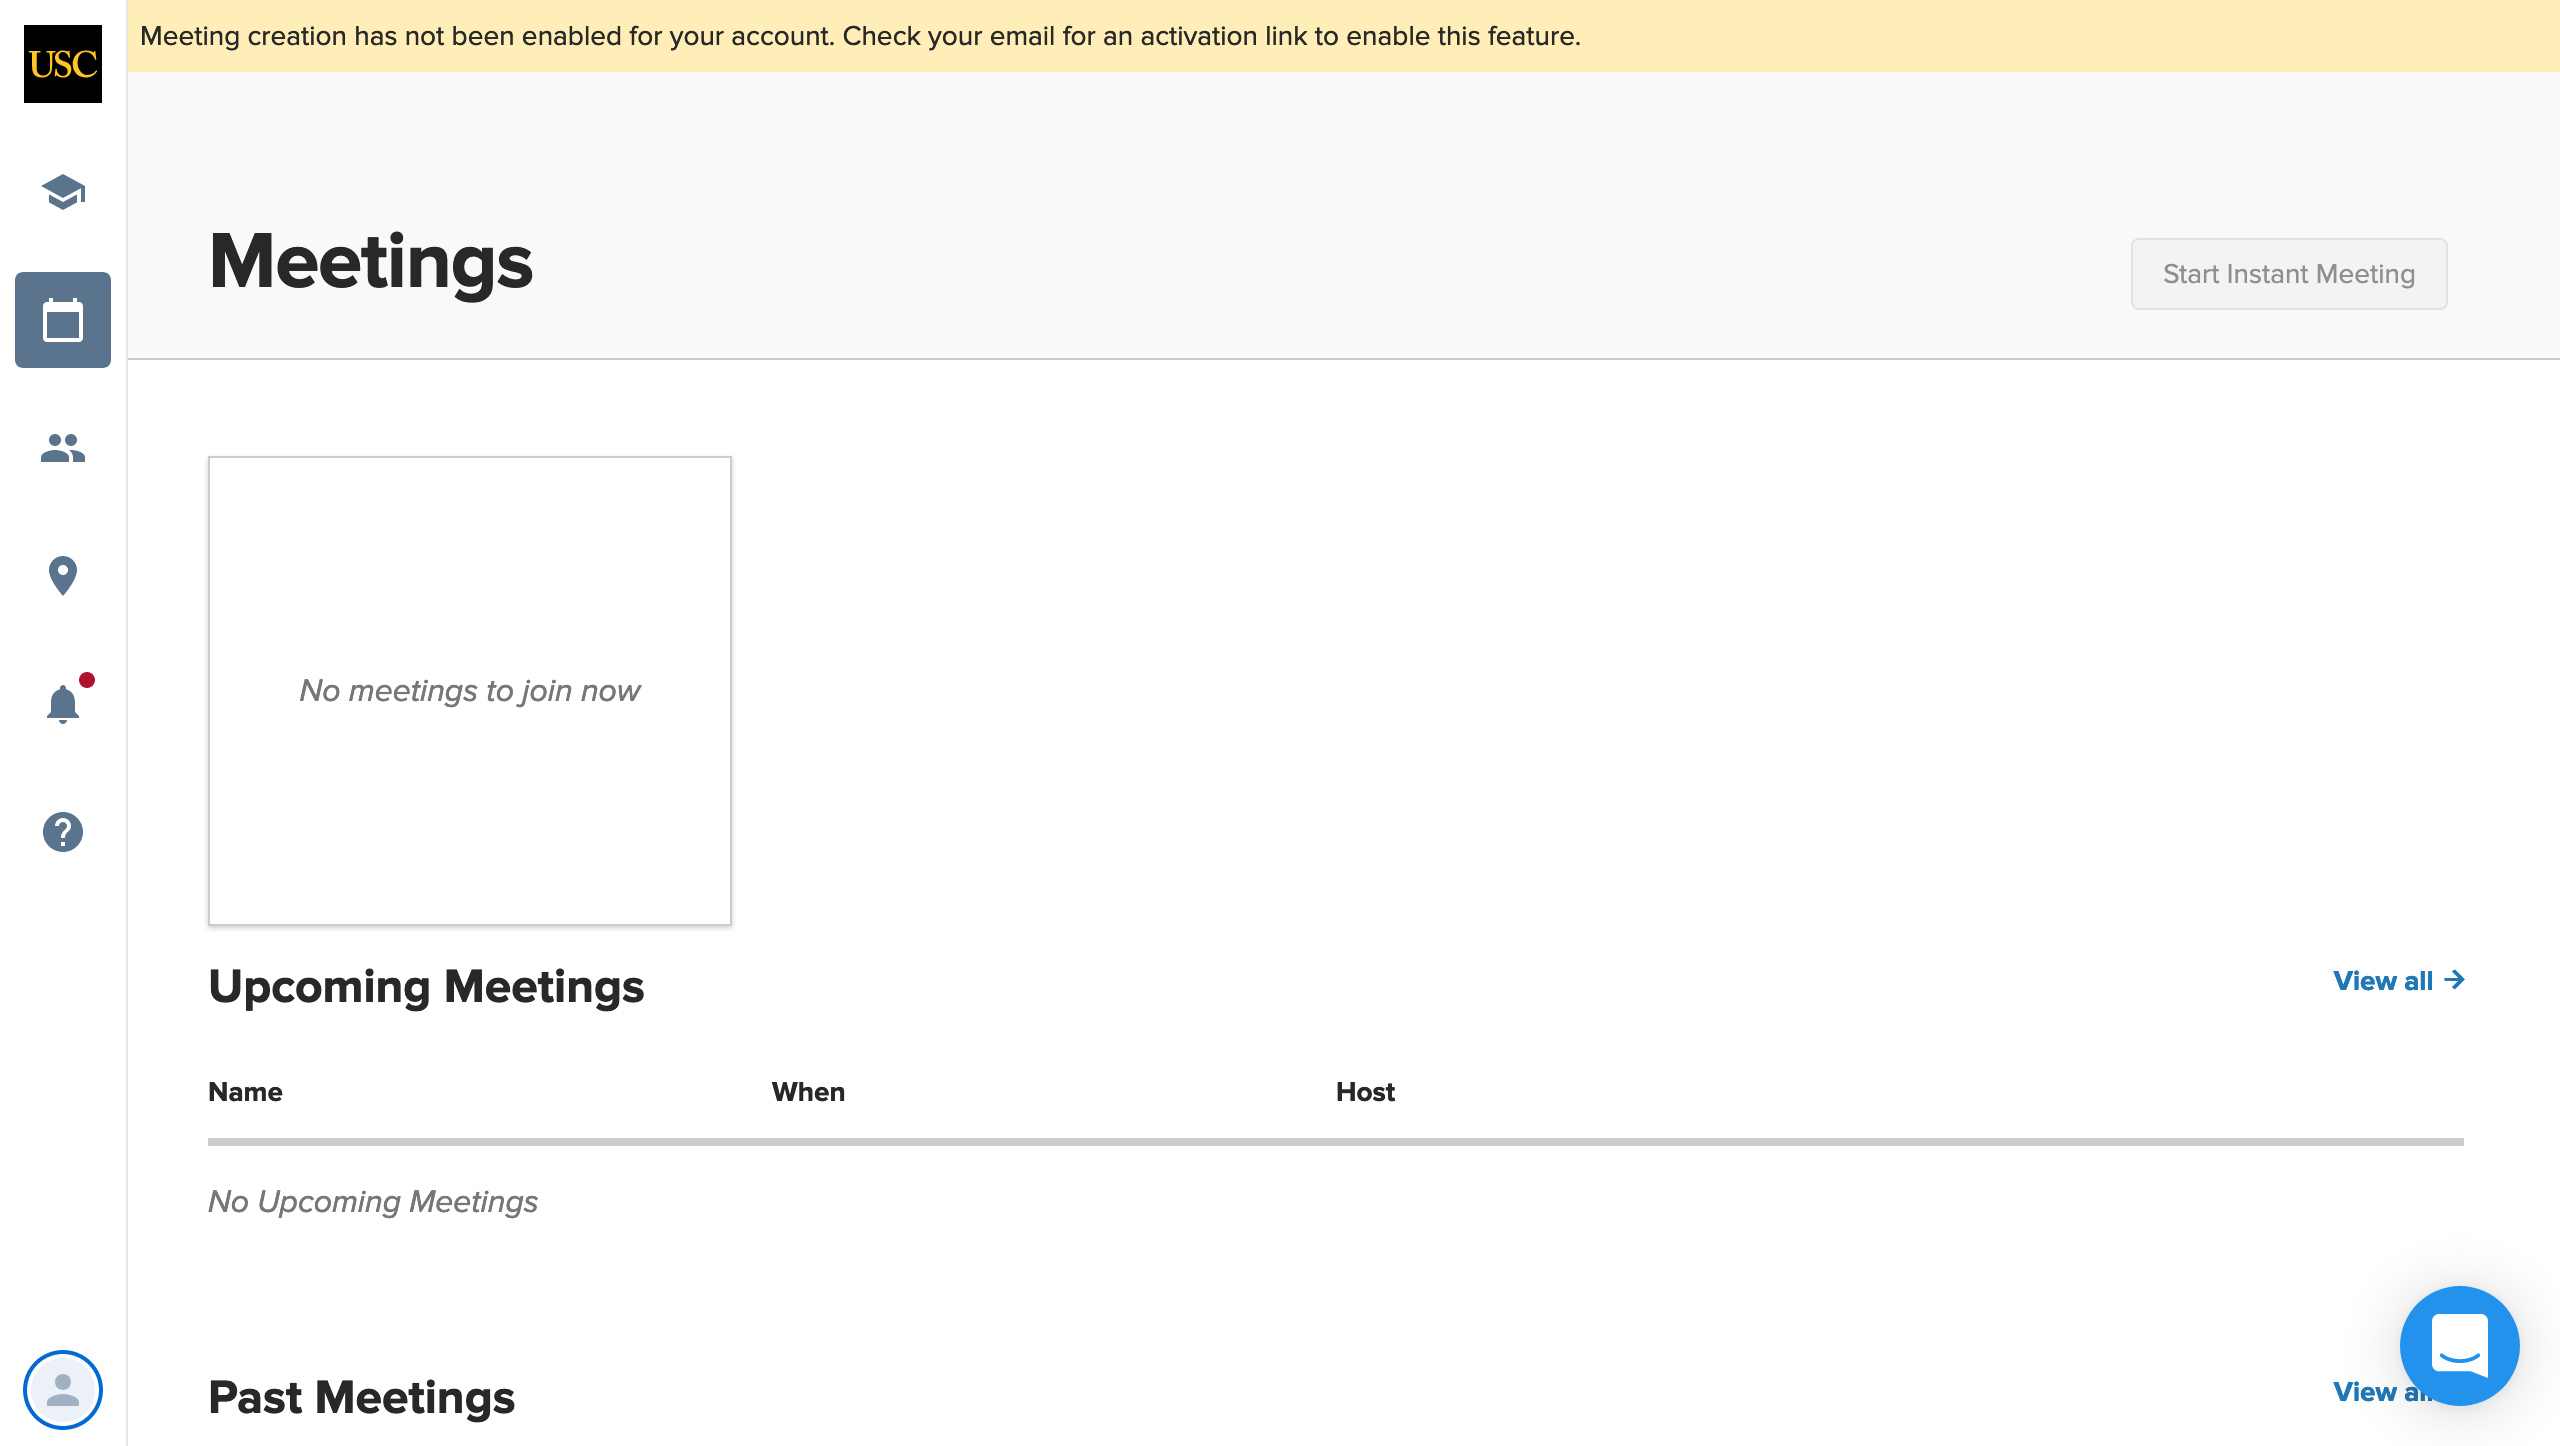 Meeting creation has not been enabled for your account. Check your email for an activation link to enable this feature.
USC
Meetings
Start Instant Meeting
No meetings to join now
Upcoming Meetings
View all
Name When Host
No Upcoming Meetings
Past Meetings
View all